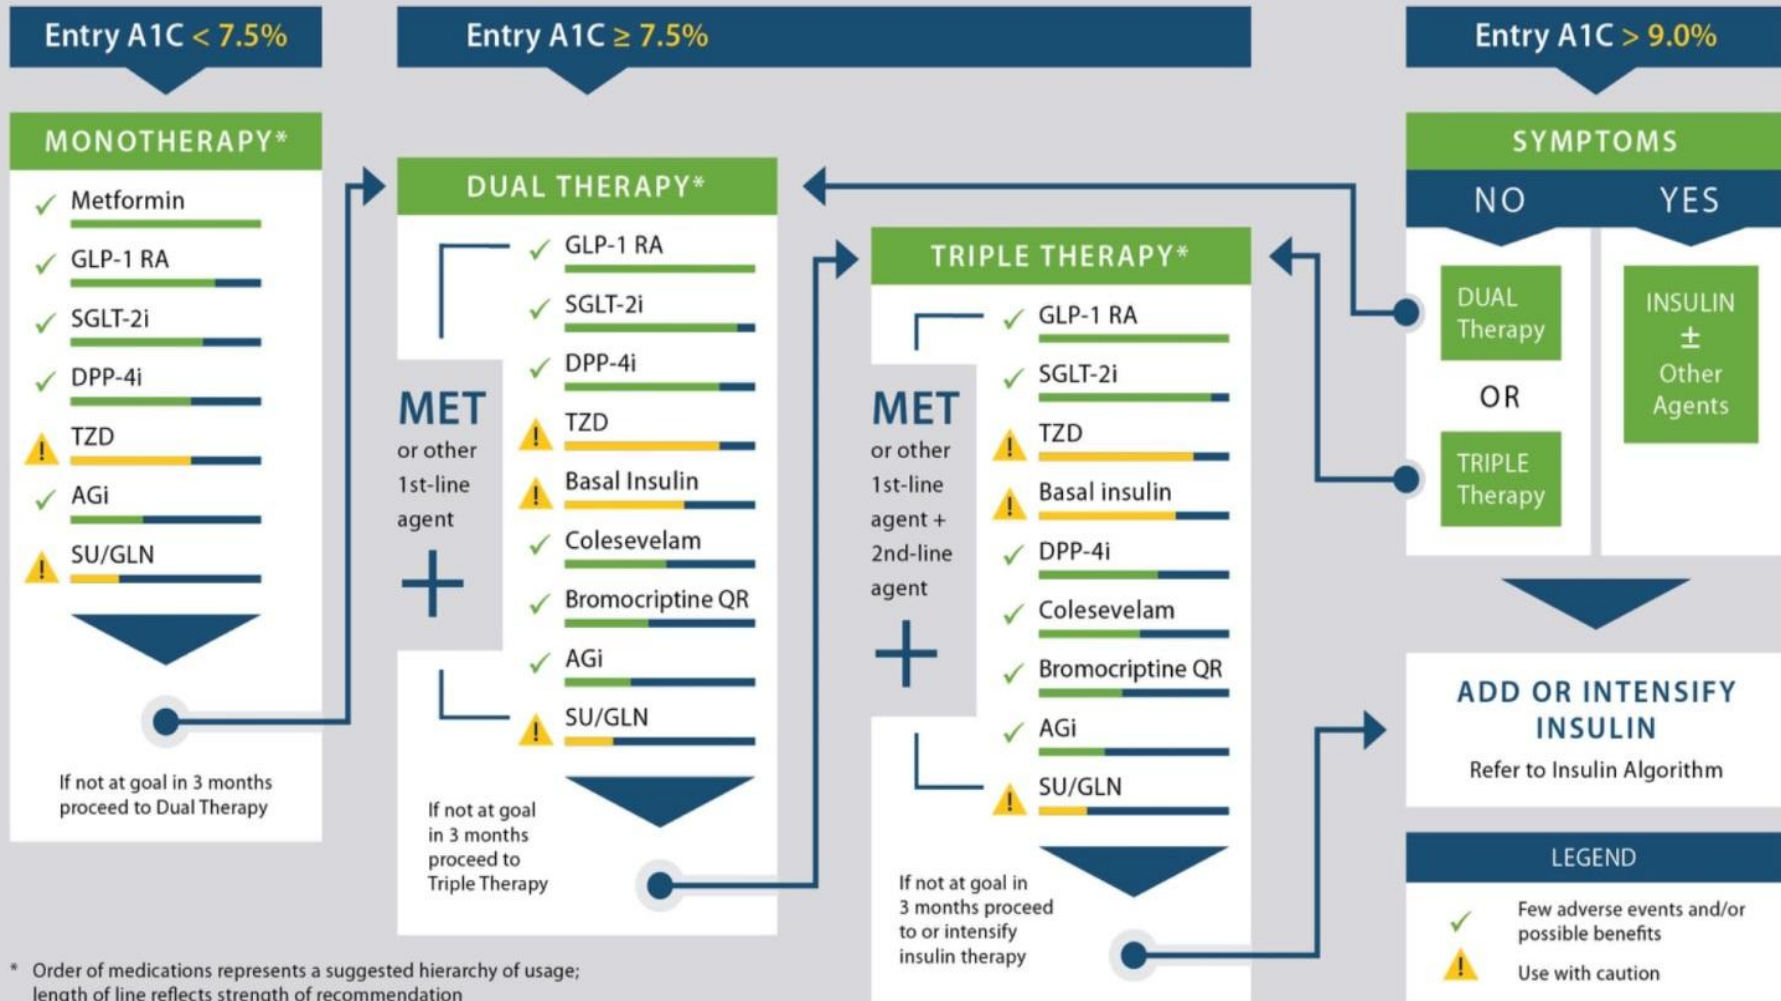 Entry A1C < 7.5%
MONOTHERAPY*
Metformin
GLP-1 RA
SGLT-2i
DPP-4i
TZD
AGi
SU/GLN
If not at goal in 3 months
proceed to Dual Therapy
Entry A1C ≥ 7.5%
DUAL THERAPY*
MET
or other
1st-line
agent
+
GLP-1 RA
SGLT-2i
DPP-4i
TZD
Basal Insulin
Colesevelam
Bromocriptine QR
AGi
SU/GLN
If not at goal
in 3 months
proceed to
Triple Therapy
TRIPLE THERAPY*
MET
or other
1st-line
agent +
2nd-line
agent
+
GLP-1 RA
SGLT-2i
TZD
Basal insulin
DPP-4i
Colesevelam
Bromocriptine QR
AGi
SU/GLN
If not at goal in
3 months proceed
to or intensify
insulin therapy
Entry A1C > 9.0%
SYMPTOMS
NO
YES
DUAL
Therapy
OR
TRIPLE
Therapy
INSULIN
±
Other
Agents
ADD OR INTENSIFY
INSULIN
Refer to Insulin Algorithm
LEGEND
Few adverse events and/or
possible benefits
Use with caution
* Order of medications represents a suggested hierarchy of usage;
length of line reflects strength of recommendation